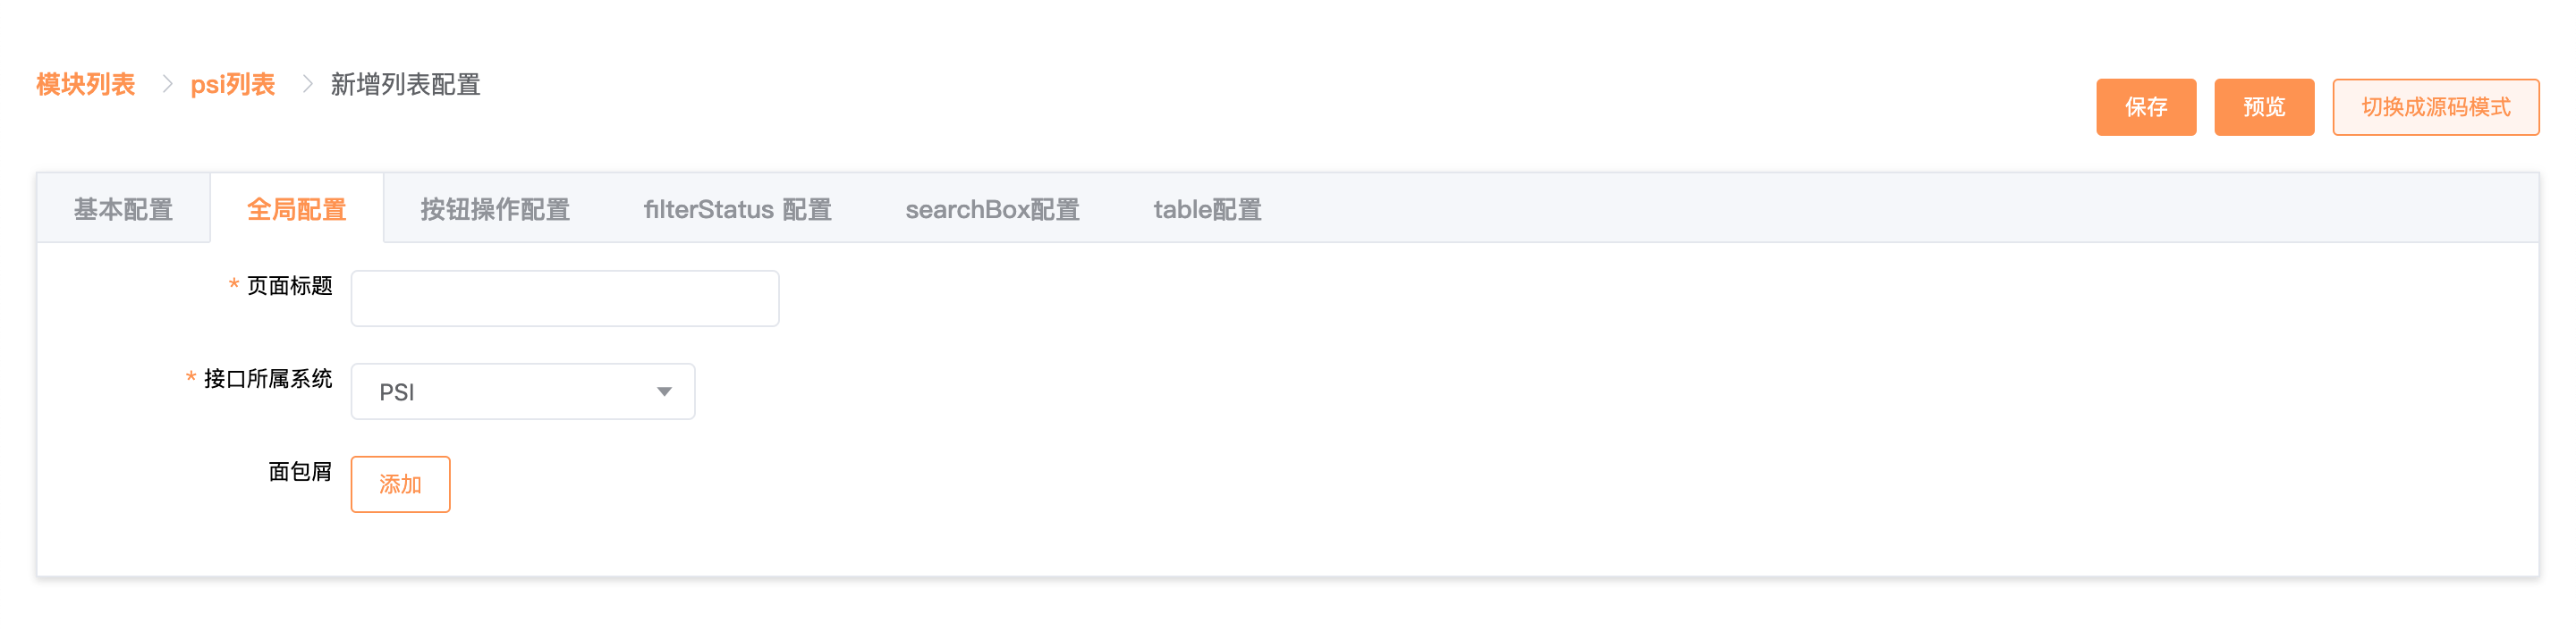 模块列表 > psi列表 > 新增列表配置
保存 预览 切换成源码模式
基本配置 全局配置 按钮操作配置 filterStatus 配置 searchBox配置 table配置
* 页面标题
* 接口所属系统 PSI
面包屑 添加